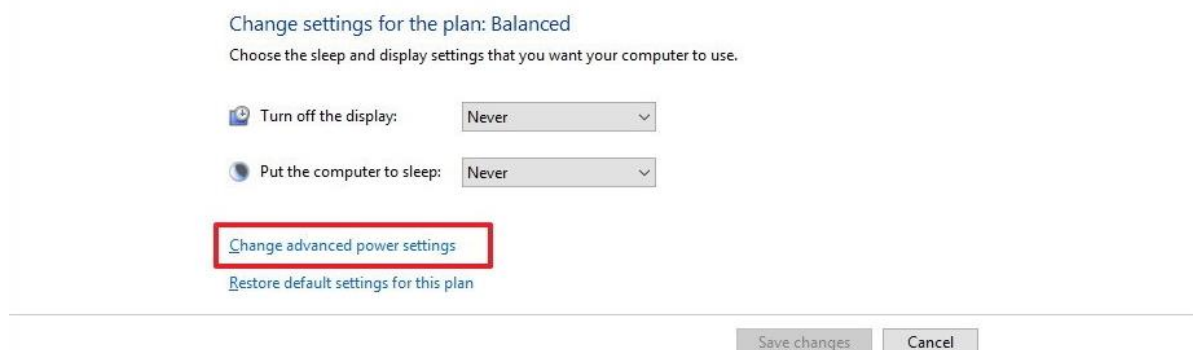 Change settings for the plan: Balanced
Choose the sleep and display settings that you want your computer to use.
Turn off the display: Never
Put the computer to sleep: Never
Change advanced power settings
Restore default settings for this plan
Save changes Cancel